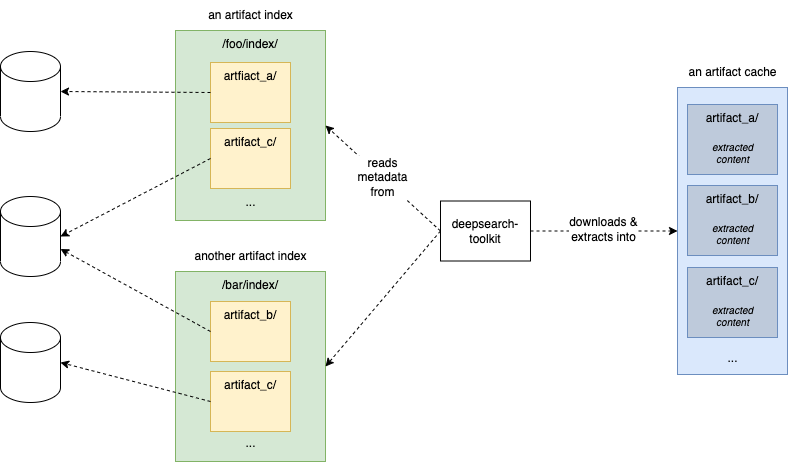 an artifact index
/foo/index/
artfiact_a/
artifact_c/
...
another artifact index
/bar/index/
artifact_b/
artifact_c/
...
reads
metadata
from
deepsearch-
toolkit
downloads &
extracts into
an artifact cache
artifact_a/
extracted
content
artifact_b/
extracted
content
artifact_c/
extracted
content
...